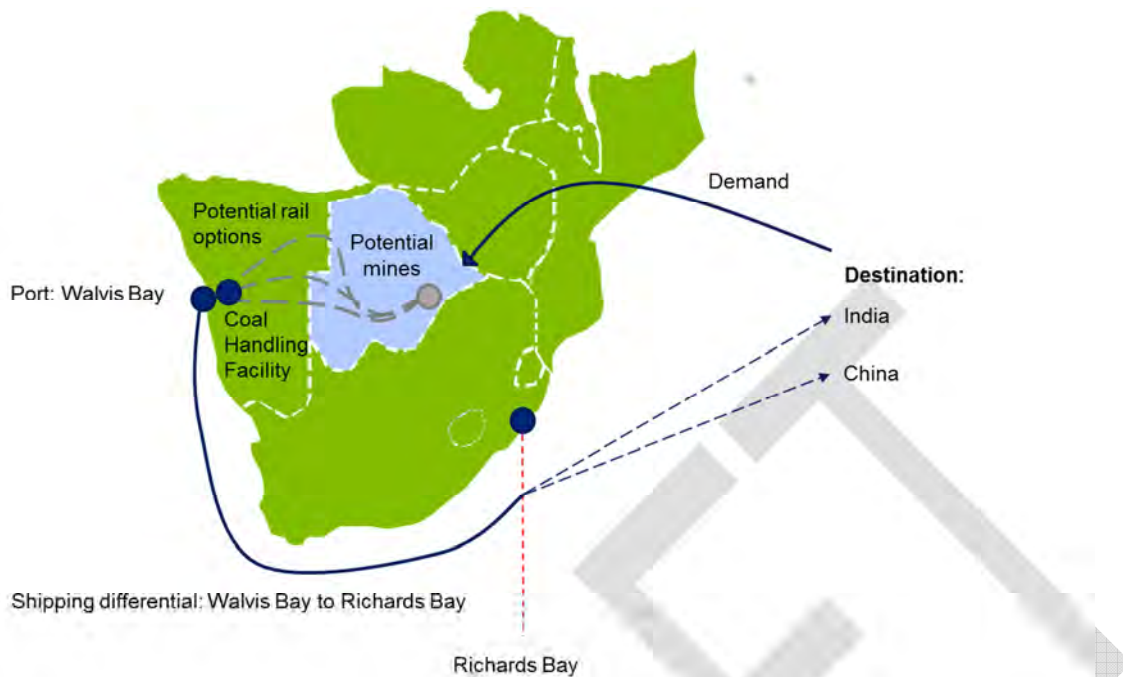 Demand
Potential rail
options
Potential
mines
Destination:
Port: Walvis Bay
India
Coal
Handling
Facility
China
Shipping differential: Walvis Bay to Richards Bay
Richards Bay